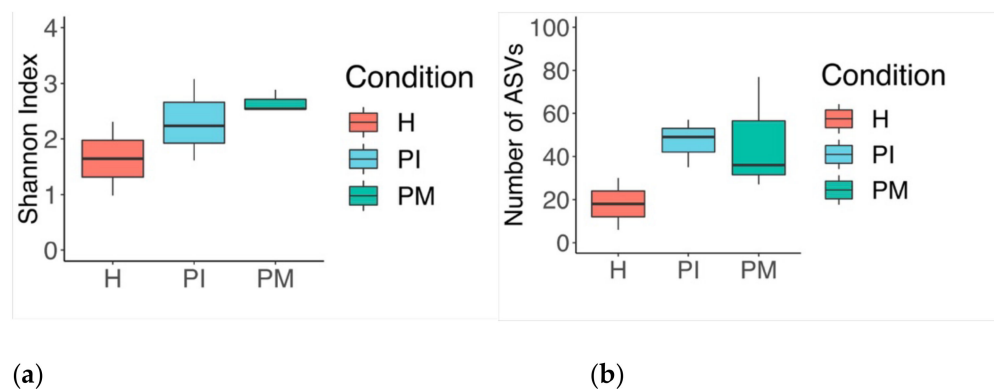 Shannon Index
4
3
2
1
0
H
PI
PM
Condition
H
PI
PM
Number of ASVs
100
80
60
40
20
0
H
PI
PM
Condition
H
PI
PM
(a)
(b)